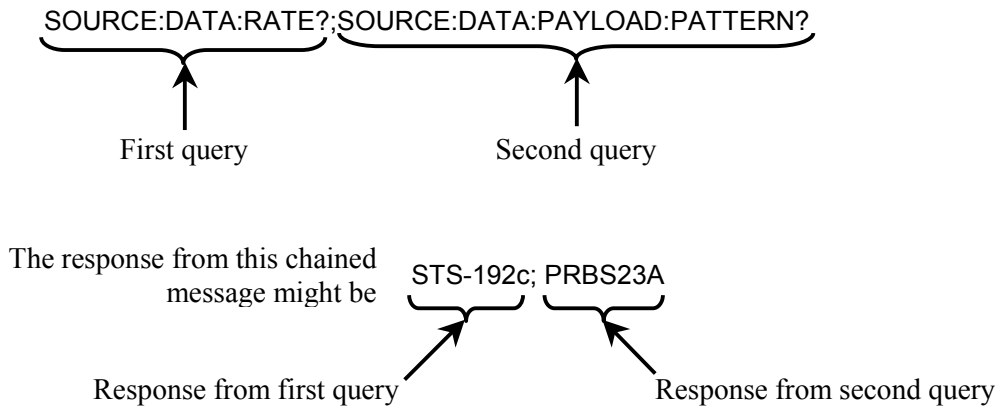 SOURCE:DATA:RATE?;SOURCE:DATA:PAYLOAD:PATTERN?
First query
Second query
The response from this chained
message might be
STS-192c; PRBS23A
Response from first query
Response from second query